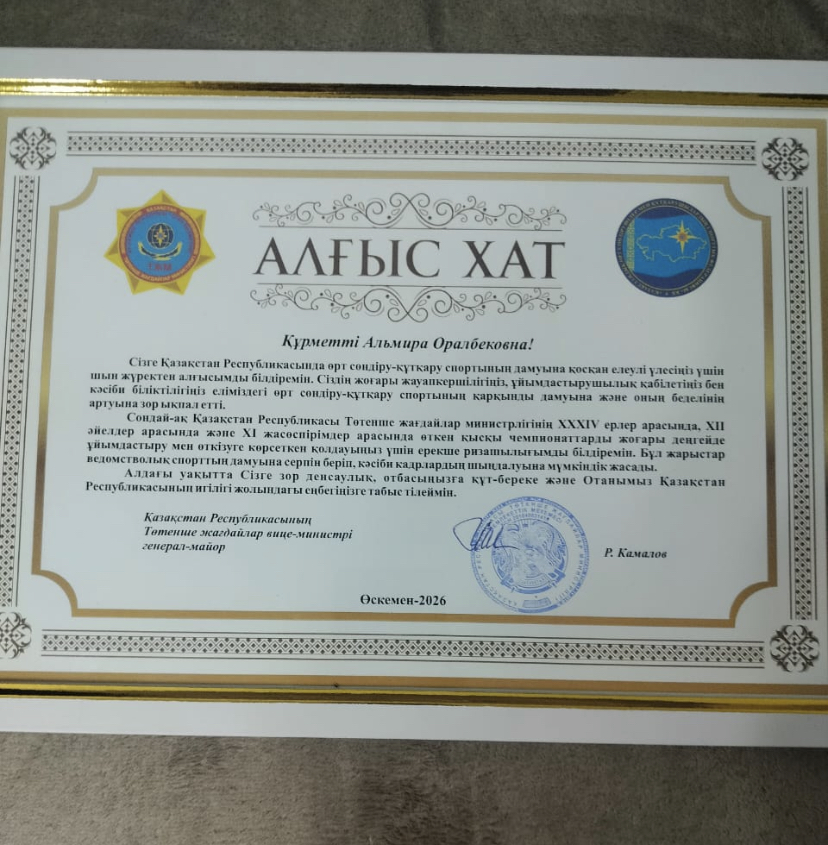 АЛҒЫС ХАТ
Құрметті Альмира Оралбековна!
Сізге Қазақстан Республикасында өрт сөндіру-құтқару спортының дамуына қосқан елеулі үлесіңіз үшін
шын жүректен алғысымды білдіремін. Сіздің жоғары жауапкершілігіңіз, ұйымдастырушылық қабілетіңіз бен
кәсіби біліктілігіңіз еліміздегі өрт сөндіру-құтқару спортының қарқынды дамуына және оның беделінің
артуына зор ықпал етті.
Сондай-ақ Қазақстан Республикасы Төтенше жағдайлар министрлігінің XXXIV ерлер арасында, XII
әйелдер арасында және XI жасөспірімдер арасында өткен қысқы чемпионаттарды жоғары деңгейде
ұйымдастыру мен өткізуге көрсеткен қолдауыңыз үшін ерекше ризашылығымды білдіремін. Бұл жарыстар
ведомстволық спорттың дамуына серпін беріп, кәсіби кадрлардың шыңдалуына мүмкіндік жасады.
Алдағы уақытта Сізге зор денсаулық, отбасыңызға құт-береке және Отанымыз Қазақстан
Республикасының игілігі жолындағы еңбегіңізге табыс тілеймін.
Қазақстан Республикасының
Төтенше жағдайлар вице-министрі
генерал-майор
Р. Камалов
Өскемен-2026